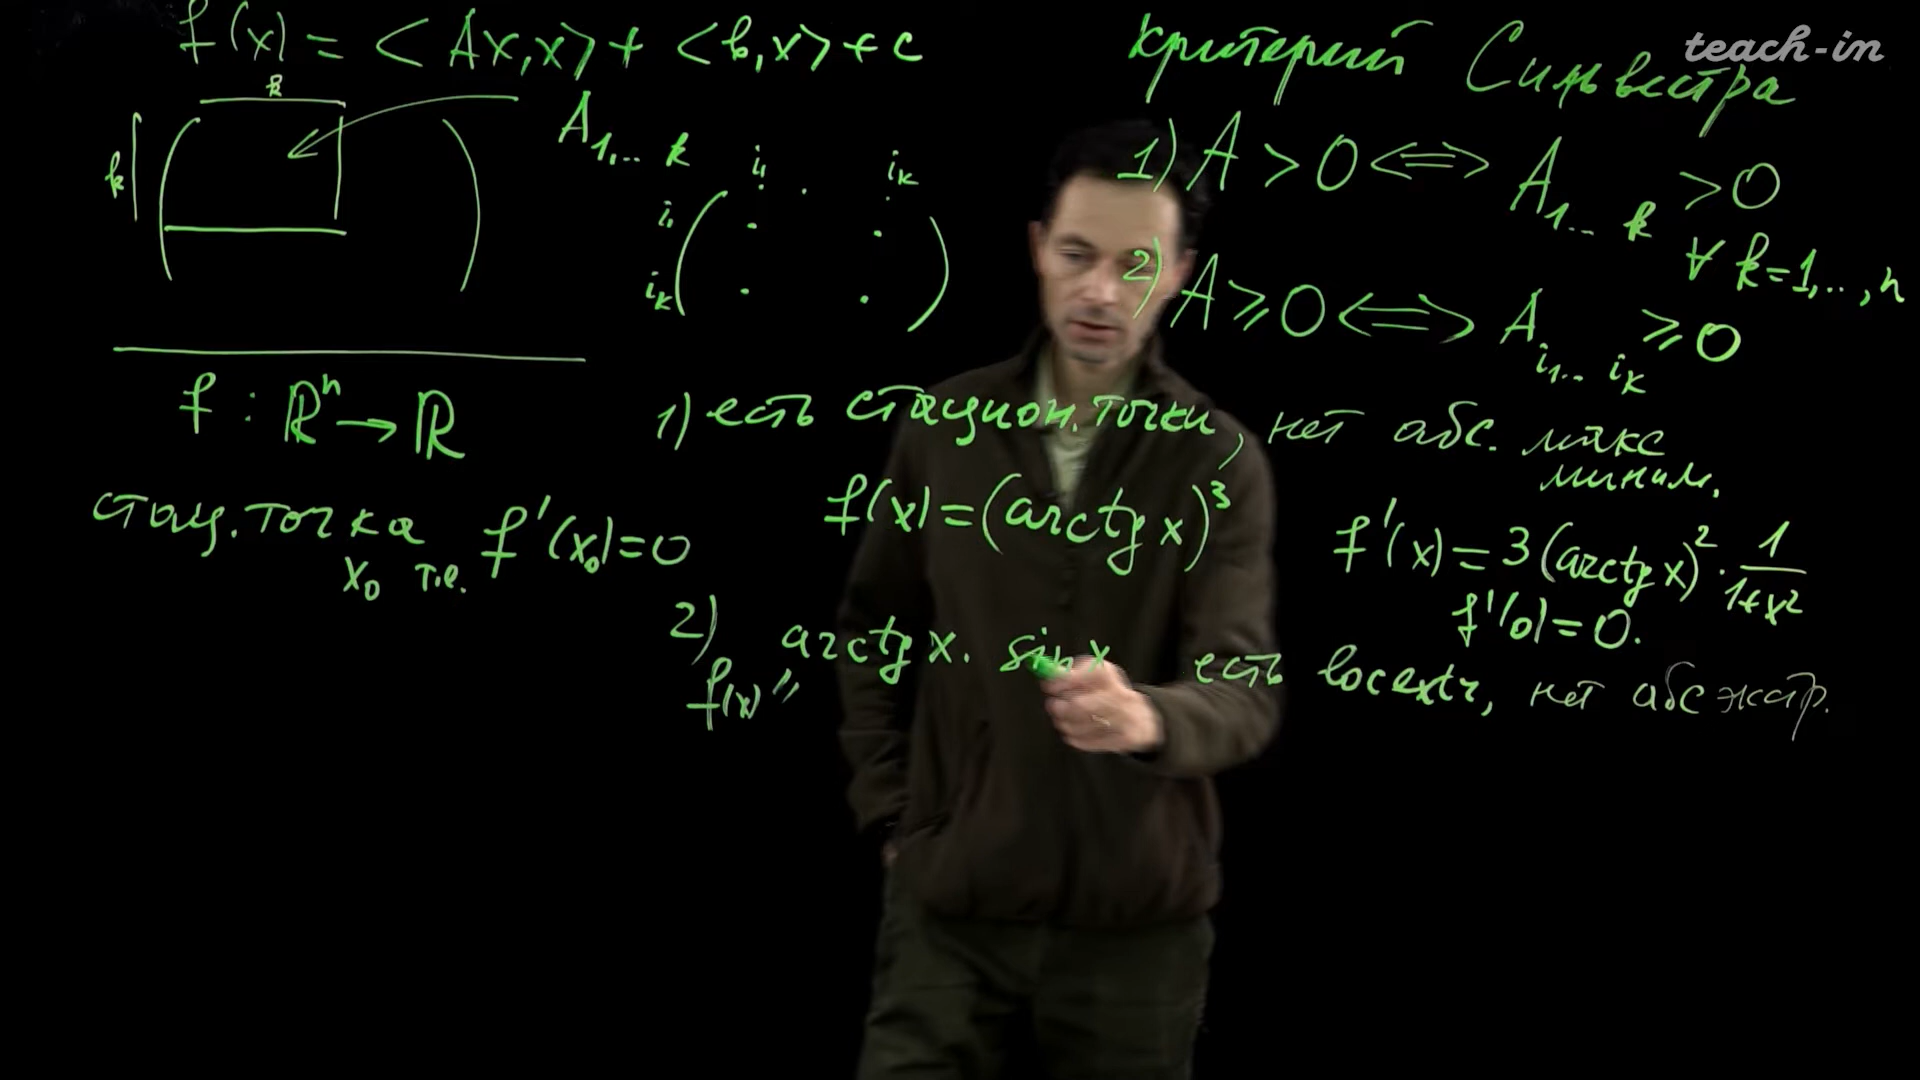 f(x) = <Ax,x> + <b,x> + c
k
k
A₁,.. k
i₁ . iₖ
i₁
iₖ
Критерий Сильвестра
teach-in
1) A > 0 <=> A₁... k > 0
∀ k=1,..,n
2) A ⩾ 0 <=> A i₁... iₖ ⩾ 0
f : ℝⁿ → ℝ
стац. точка f'(x₀)=0
x₀ т.е.
1) есть стацион. точки, нет абс. макс
миним.
f(x) = (arctg x)³
f'(x) = 3(arctg x)² · 1/(1+x²)
f'(0)=0.
2) arctg x · sin x есть locextr, нет абс экстр.
f(x) "